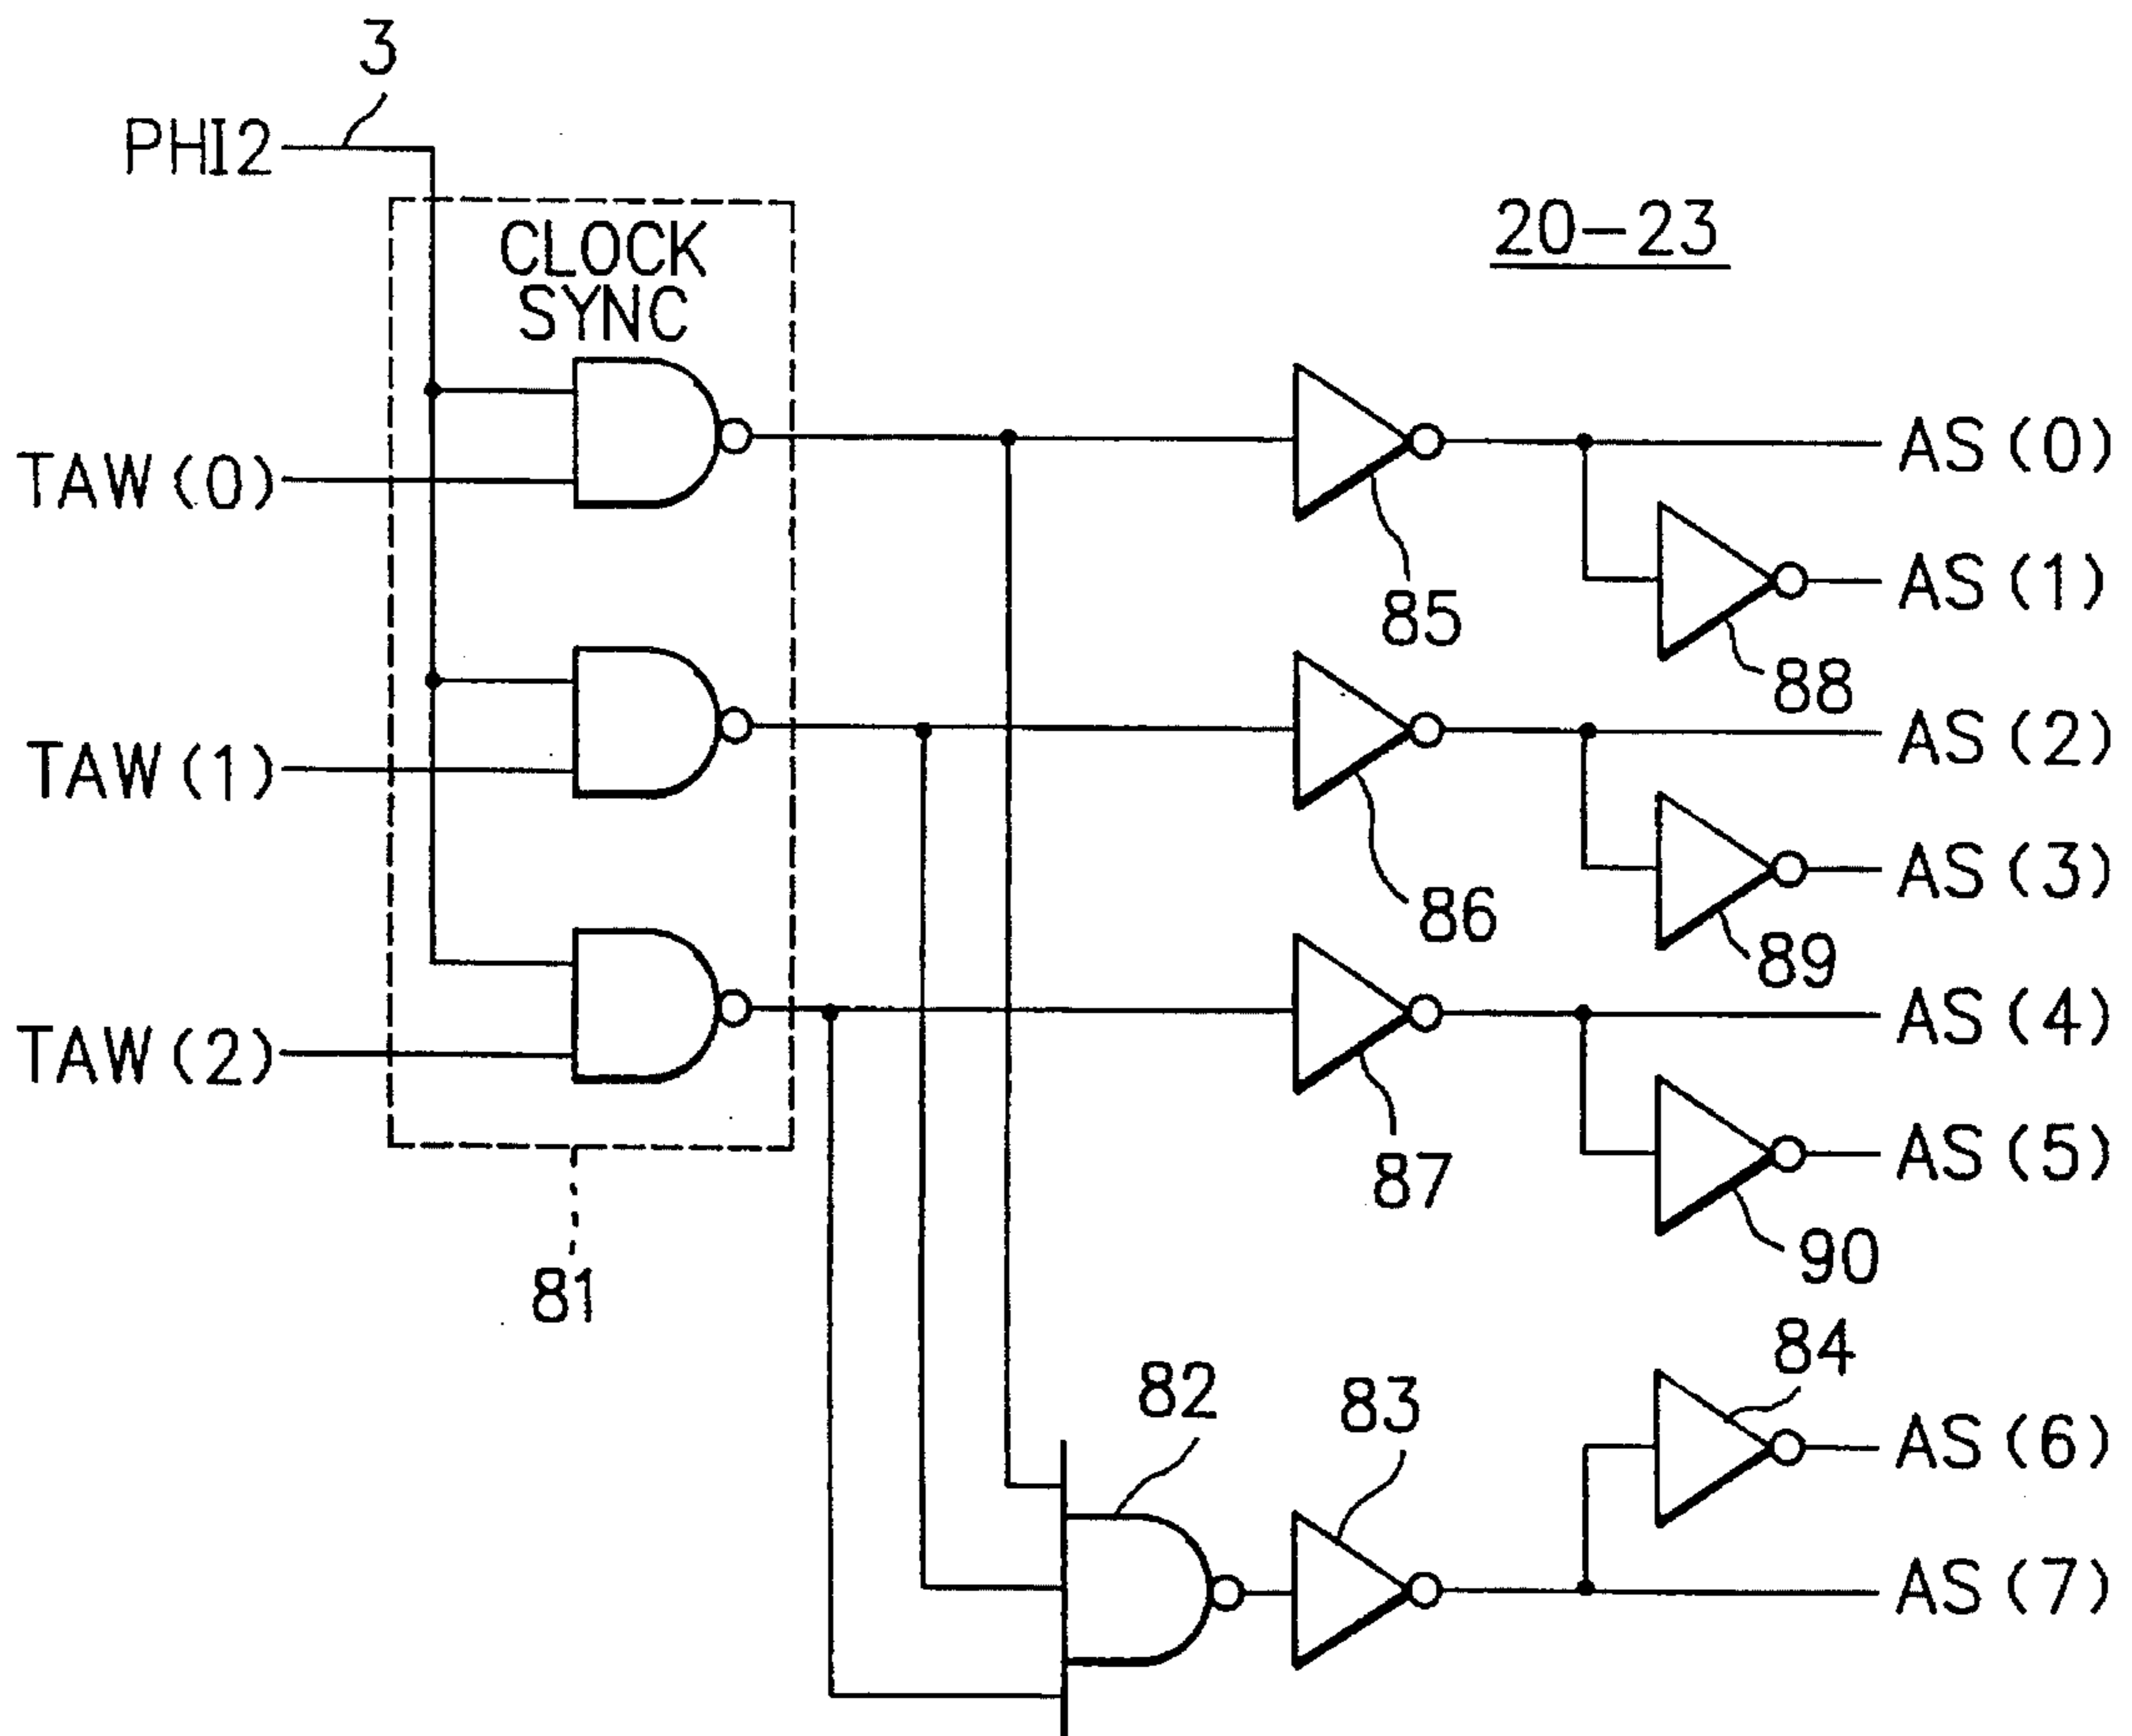 3
PHI2
20-23
CLOCK
SYNC
TAW(0)
AS(0)
85
AS(1)
88
TAW(1)
AS(2)
86
AS(3)
89
TAW(2)
AS(4)
87
AS(5)
90
81
82
83
84
AS(6)
AS(7)